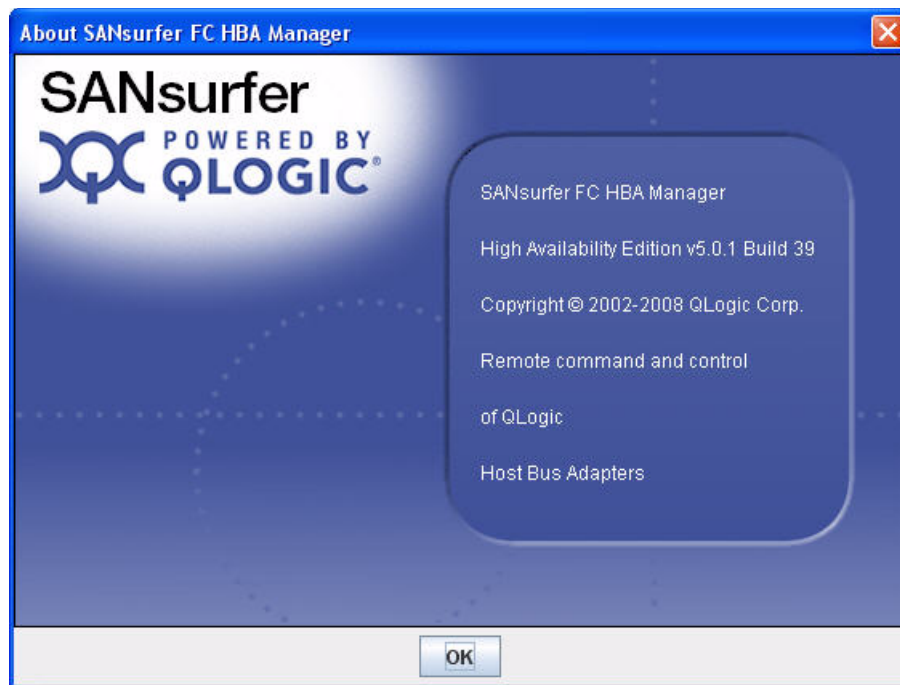 About SANsurfer FC HBA Manager
SANsurfer
POWERED BY
QLOGIC®
SANsurfer FC HBA Manager
High Availability Edition v5.0.1 Build 39
Copyright © 2002-2008 QLogic Corp.
Remote command and control
of QLogic
Host Bus Adapters
OK